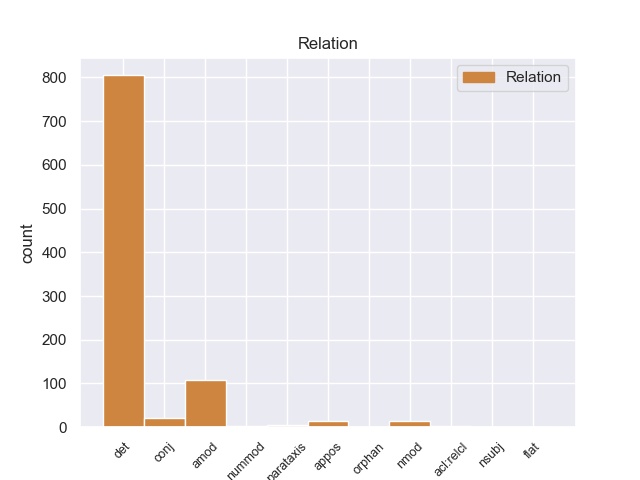 Relation
Relation
800
700
600
500
400
300
200
100
0
count
det
conj
amod
nummod
parataxis
appos
orphan
nmod
acl:relcl
nsubj
flat